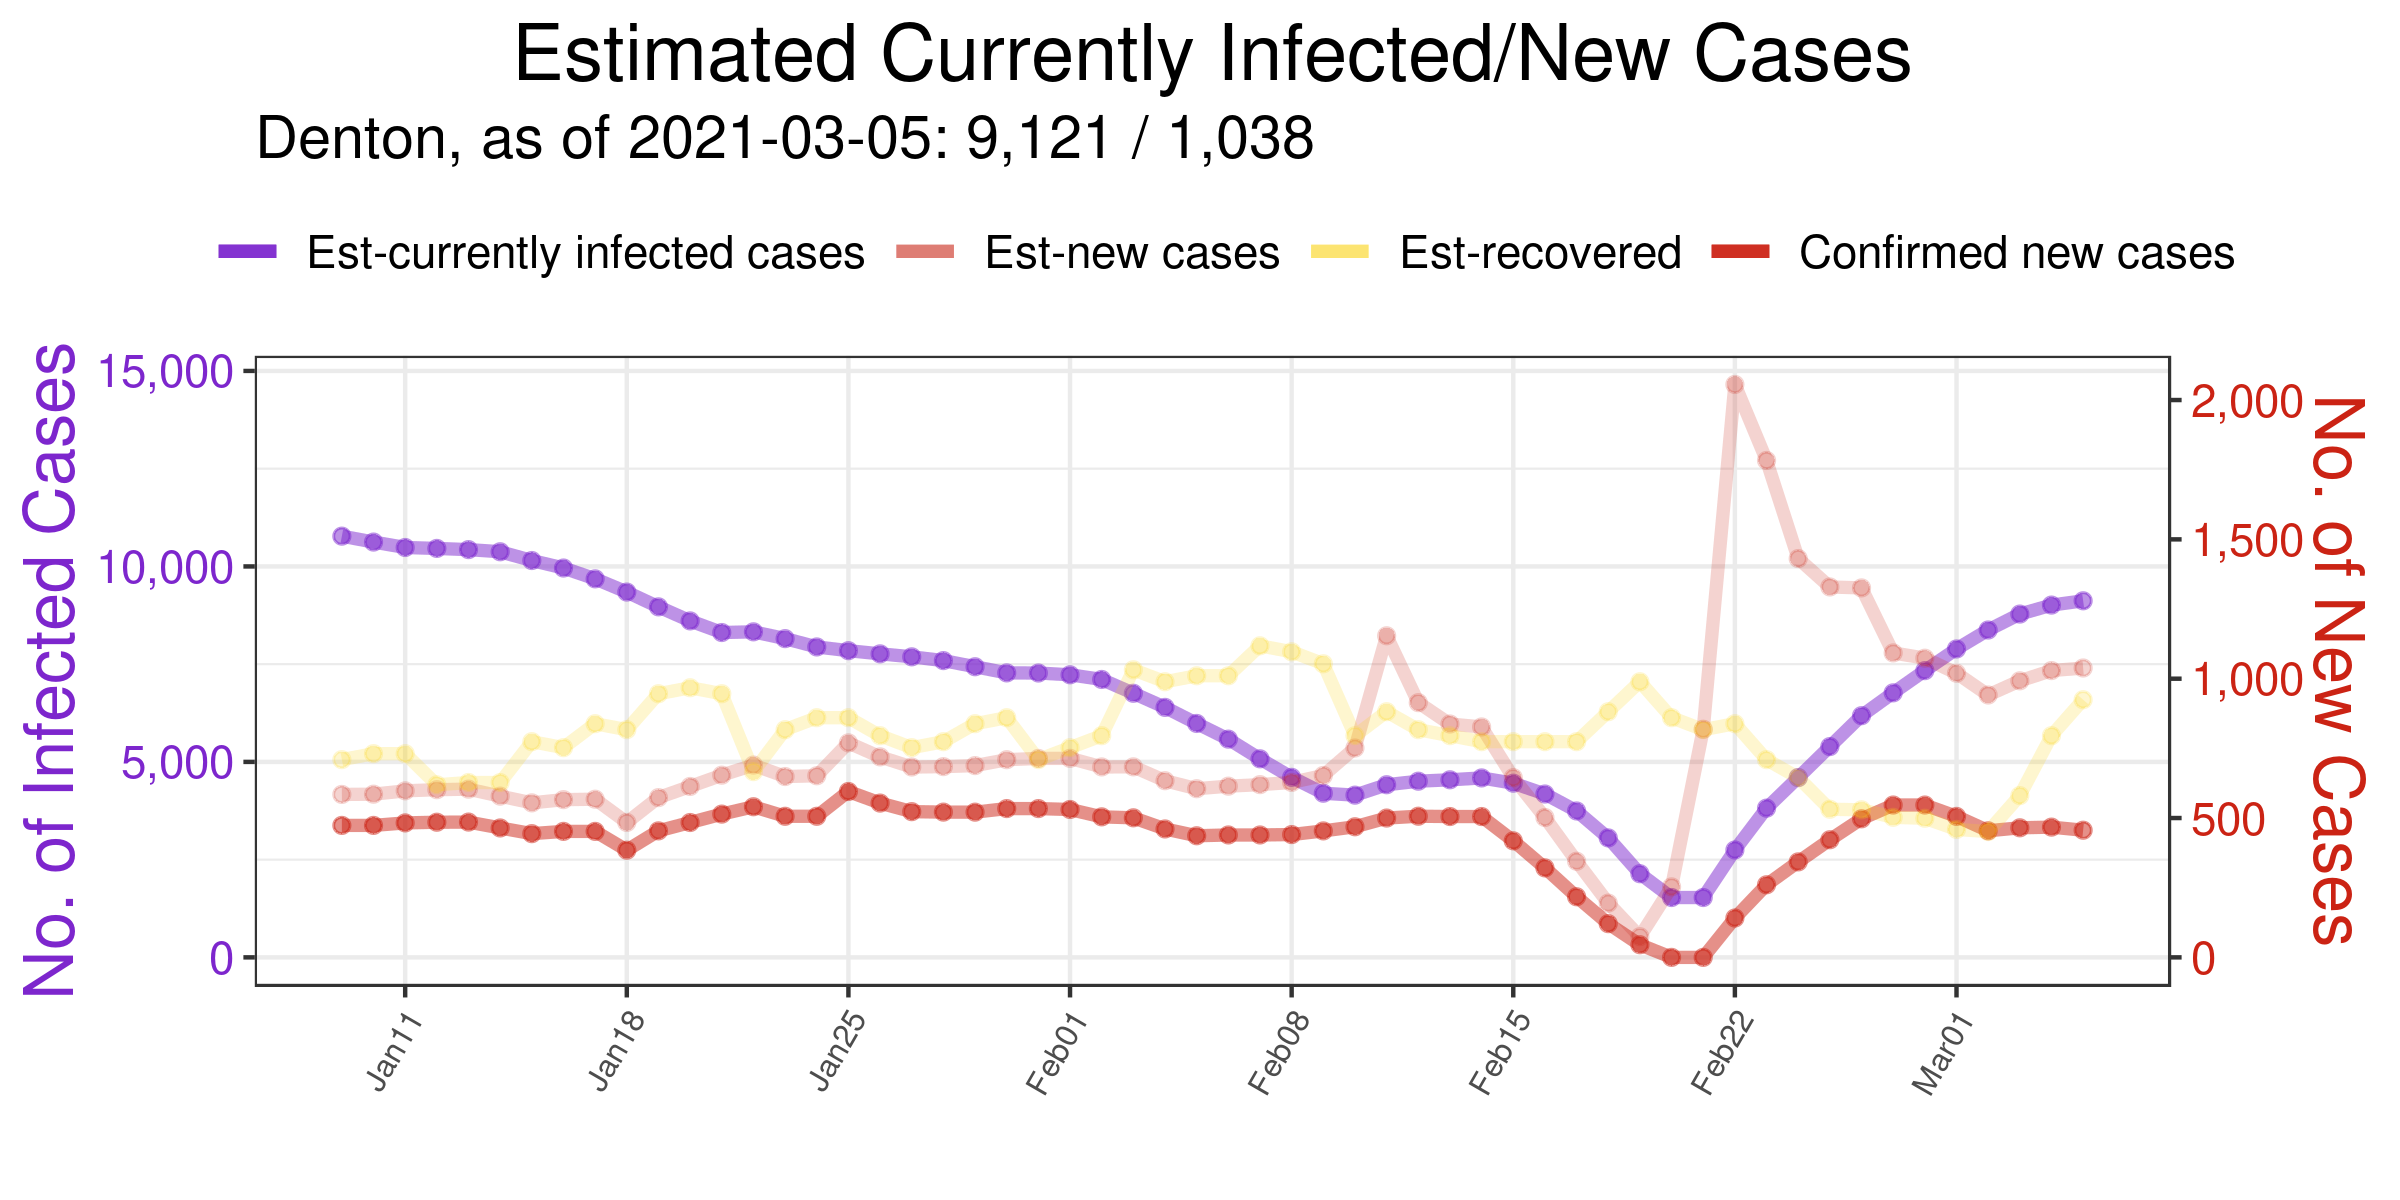 Estimated Currently Infected/New Cases
Denton, as of 2021-03-05: 9,121 / 1,038
Est-currently infected cases Est-new cases Est-recovered Confirmed new cases
No. of Infected Cases
15,000
10,000
5,000
0
2,000
1,500
1,000
500
0
No. of New Cases
Jan11 Jan18 Jan25 Feb01 Feb08 Feb15 Feb22 Mar01